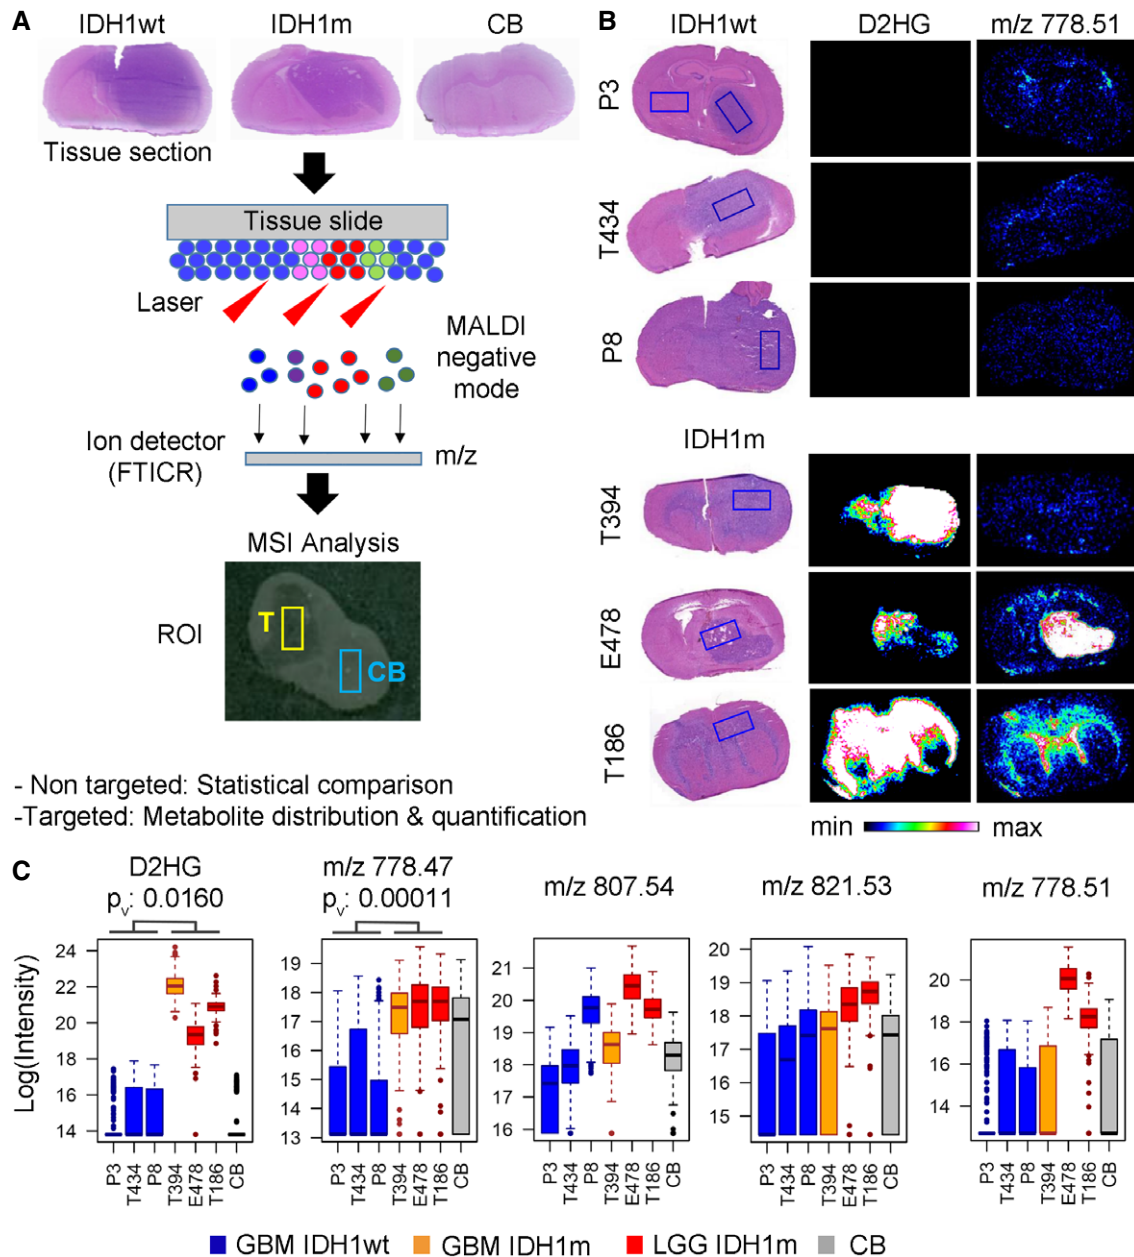 A
IDH1wt
IDH1m
CB
Tissue section
Tissue slide
Laser
MALDI
negative
mode
Ion detector
(FTICR)
m/z
MSI Analysis
ROI
T
CB
- Non targeted: Statistical comparison
-Targeted: Metabolite distribution & quantification
B
IDH1wt
D2HG
m/z 778.51
P3
T434
P8
IDH1m
T394
E478
T186
min
max
C
Log(Intensity)
D2HG
pv: 0.0160
24
22
20
18
16
14
P3
T434
P8
T394
E478
T186
CB
m/z 778.47
pv: 0.00011
19
18
17
16
15
14
13
P3
T434
P8
T394
E478
T186
CB
m/z 807.54
21
20
19
18
17
16
P3
T434
P8
T394
E478
T186
CB
m/z 821.53
20
19
18
17
16
15
P3
T434
P8
T394
E478
T186
CB
m/z 778.51
20
18
16
14
P3
T434
P8
T394
E478
T186
CB
GBM IDH1wt
GBM IDH1m
LGG IDH1m
CB